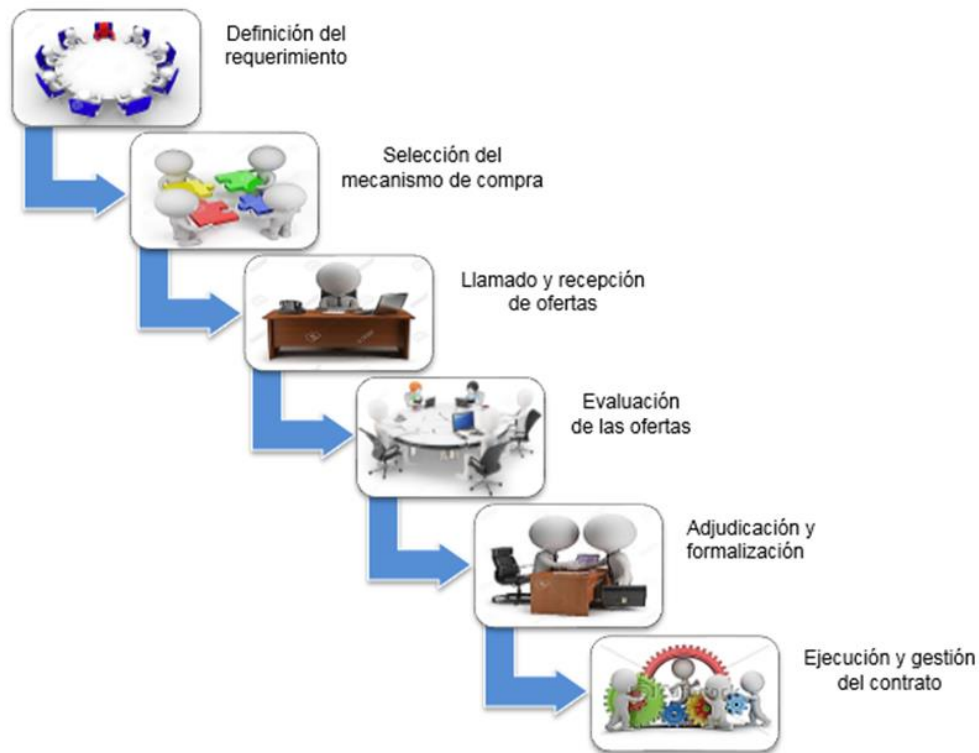 Definición del
requerimiento
Selección del
mecanismo de compra
Llamado y recepción
de ofertas
Evaluación
de las ofertas
Adjudicación y
formalización
Ejecución y gestión
del contrato